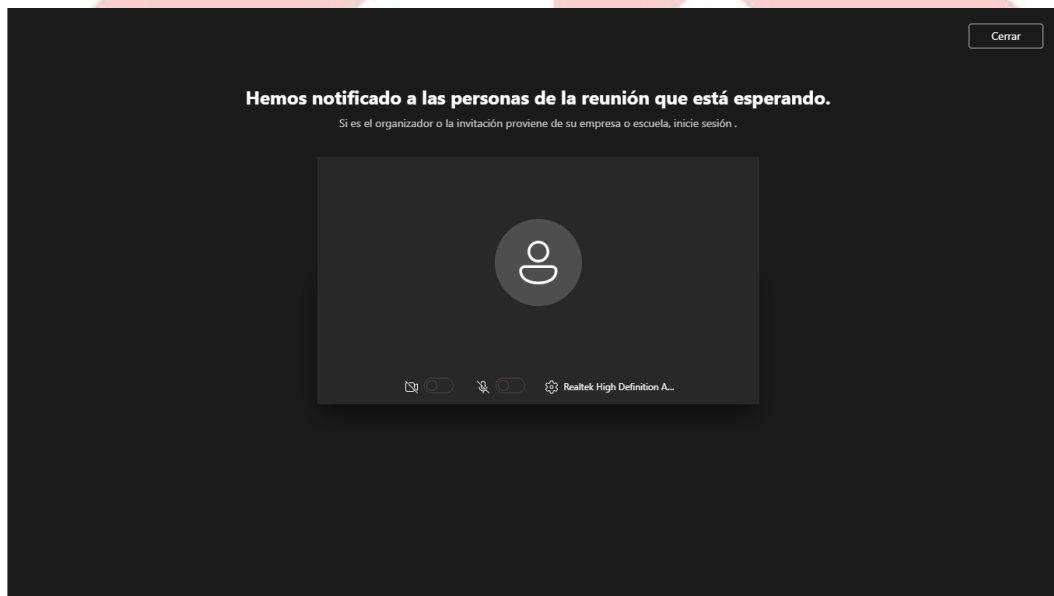 Cerrar
Hemos notificado a las personas de la reunión que está esperando.
Si es el organizador o la invitación proviene de su empresa o escuela, inicie sesión .
Realtek High Definition A...